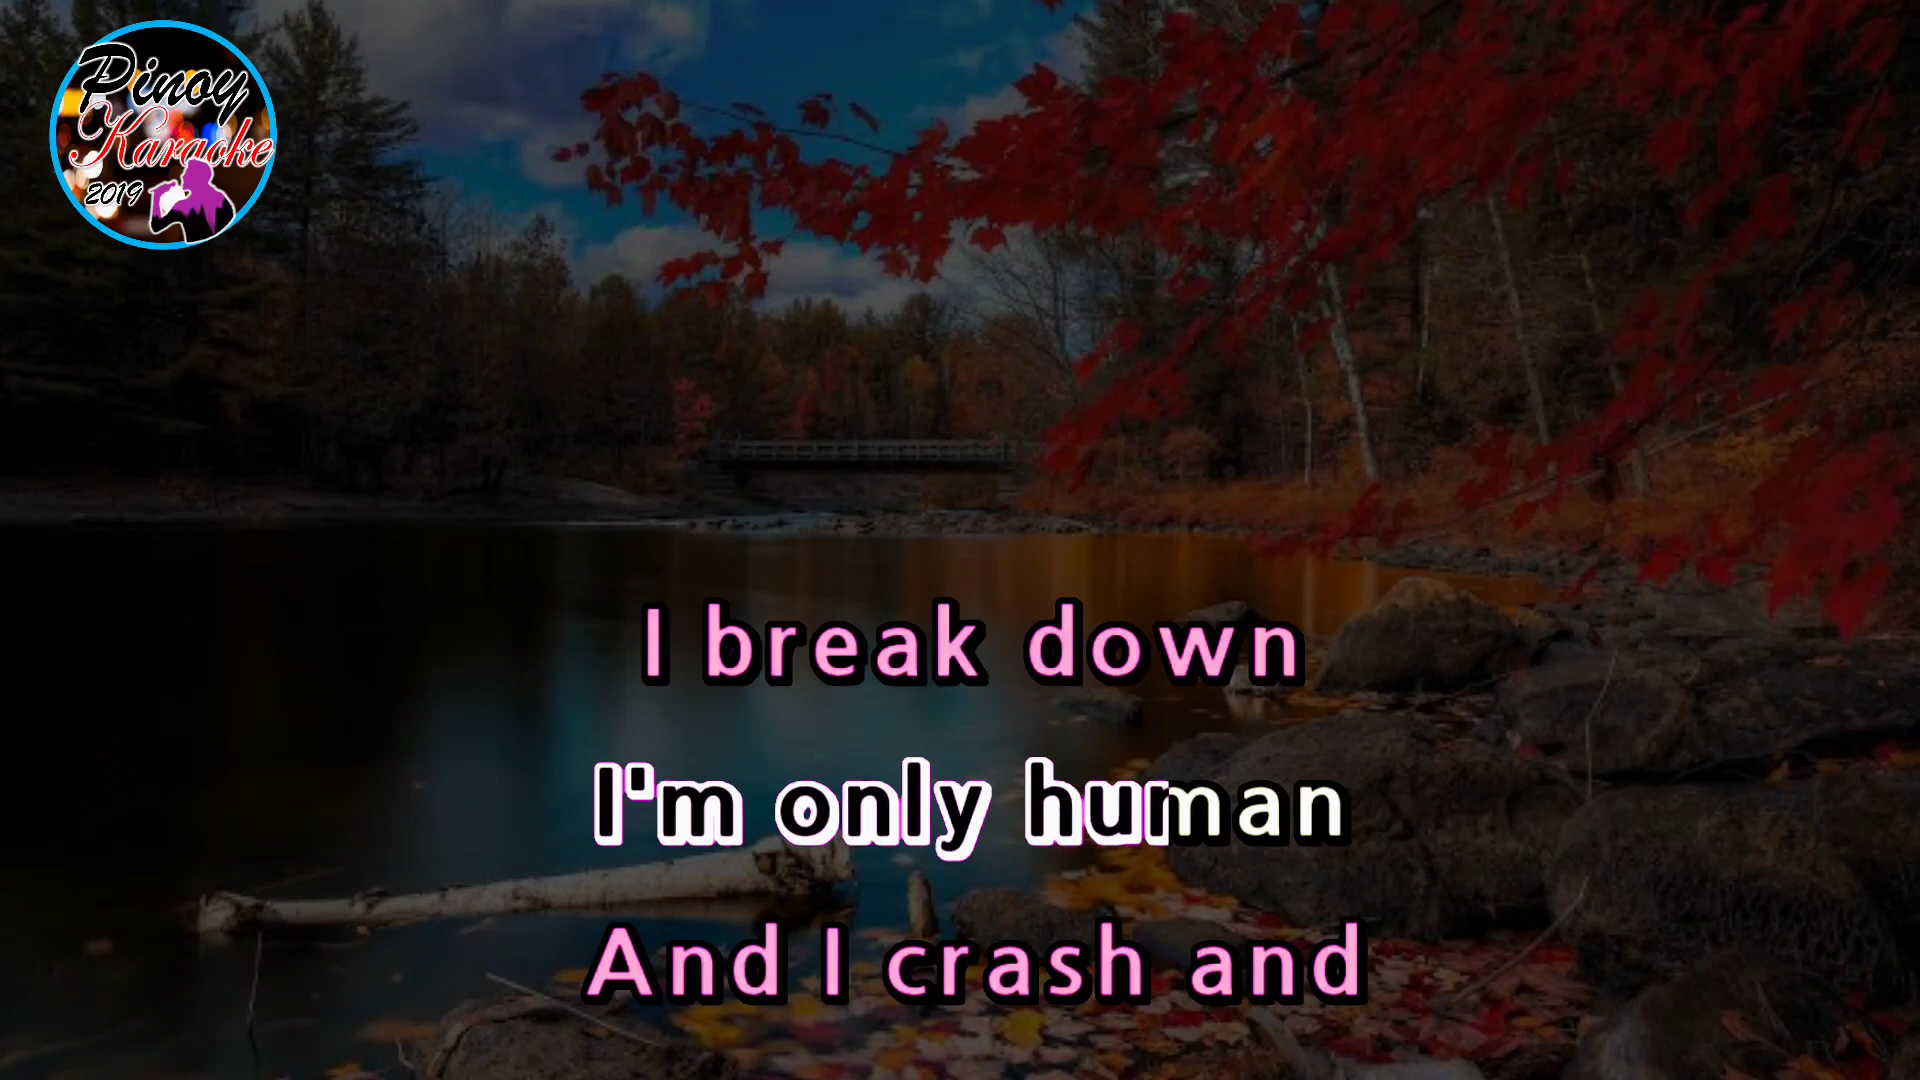 Pinoy
Karaoke
2019
I break down
I'm only human
And I crash and